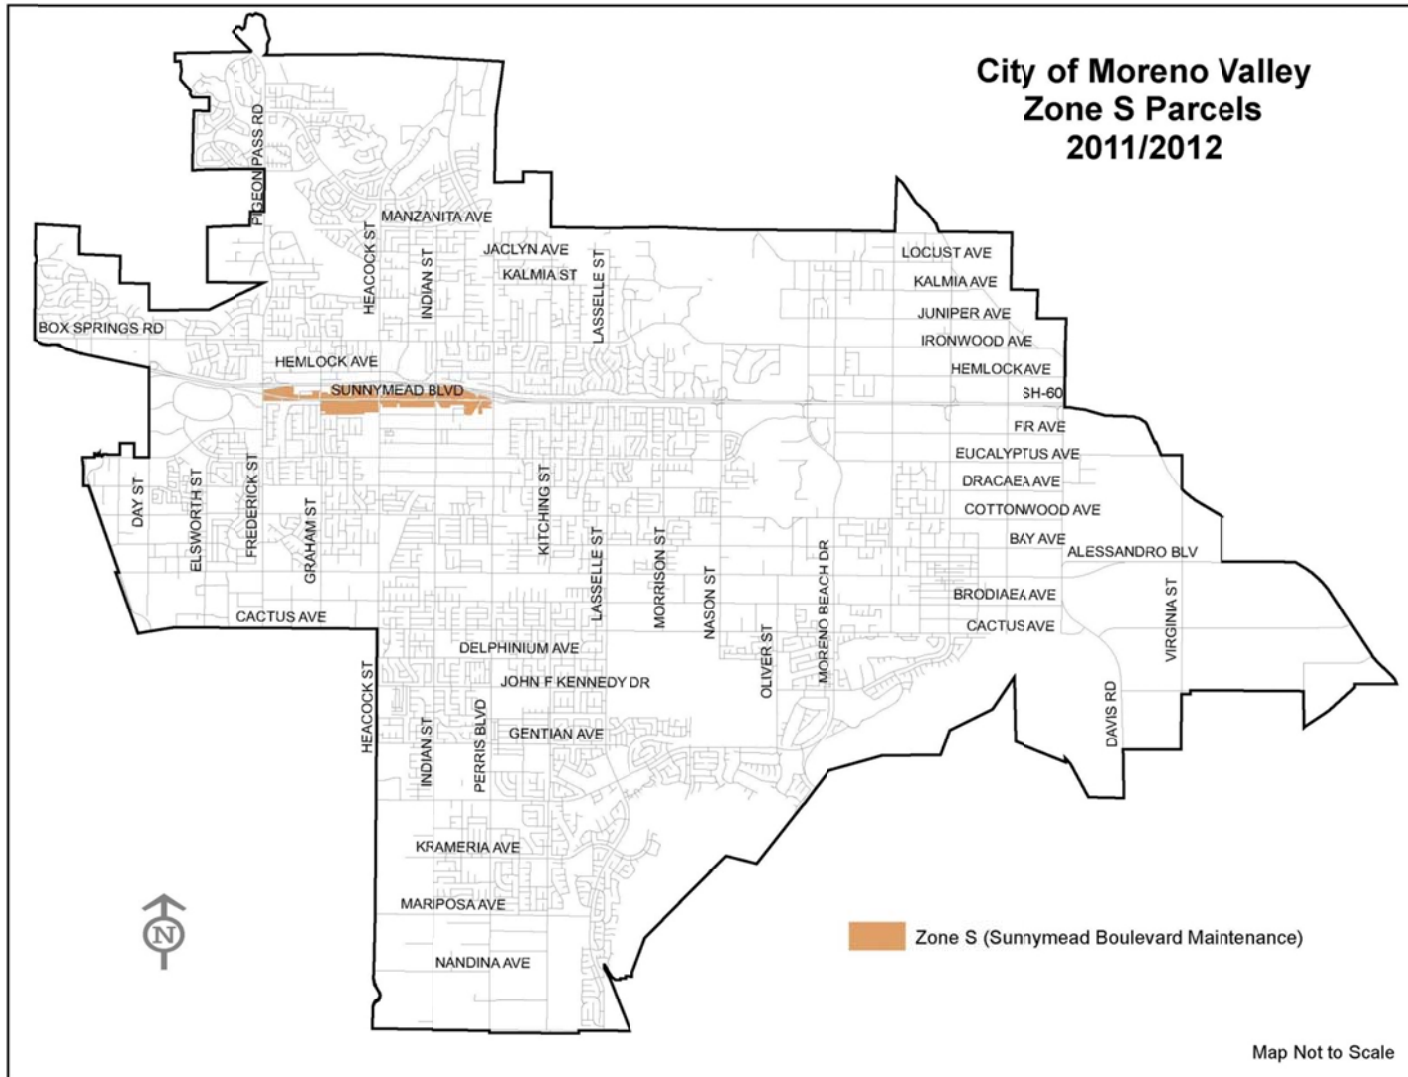 City of Moreno Valley
Zone S Parcels
2011/2012
PIGEON PASS RD
MANZANITA AVE
HEACOCK ST
INDIAN ST
JACLYN AVE
KALMIA ST
LASSELLE ST
LOCUST AVE
KALMIA AVE
JUNIPER AVE
IRONWOOD AVE
BOX SPRINGS RD
HEMLOCK AVE
HEMLOCK AVE
SUNNYMEAD BLVD
SH-60
FR AVE
EUCALYPTUS AVE
DRACAEA AVE
COTTONWOOD AVE
BAY AVE
ALESSANDRO BLV
DAY ST
ELSWORTH ST
FREDERICK ST
GRAHAM ST
KITCHING ST
LASSELLE ST
MORRISON ST
NASON ST
OLIVER ST
MORENO BEACH DR
BRODIAEA AVE
CACTUS AVE
VIRGINIA ST
CACTUS AVE
DELPHINIUM AVE
JOHN F KENNEDY DR
HEACOCK ST
INDIAN ST
PERRIS BLVD
GENTIAN AVE
DAVIS RD
KRAMERIA AVE
MARIPOSA AVE
NANDINA AVE
N
Zone S (Sunnymead Boulevard Maintenance)
Map Not to Scale